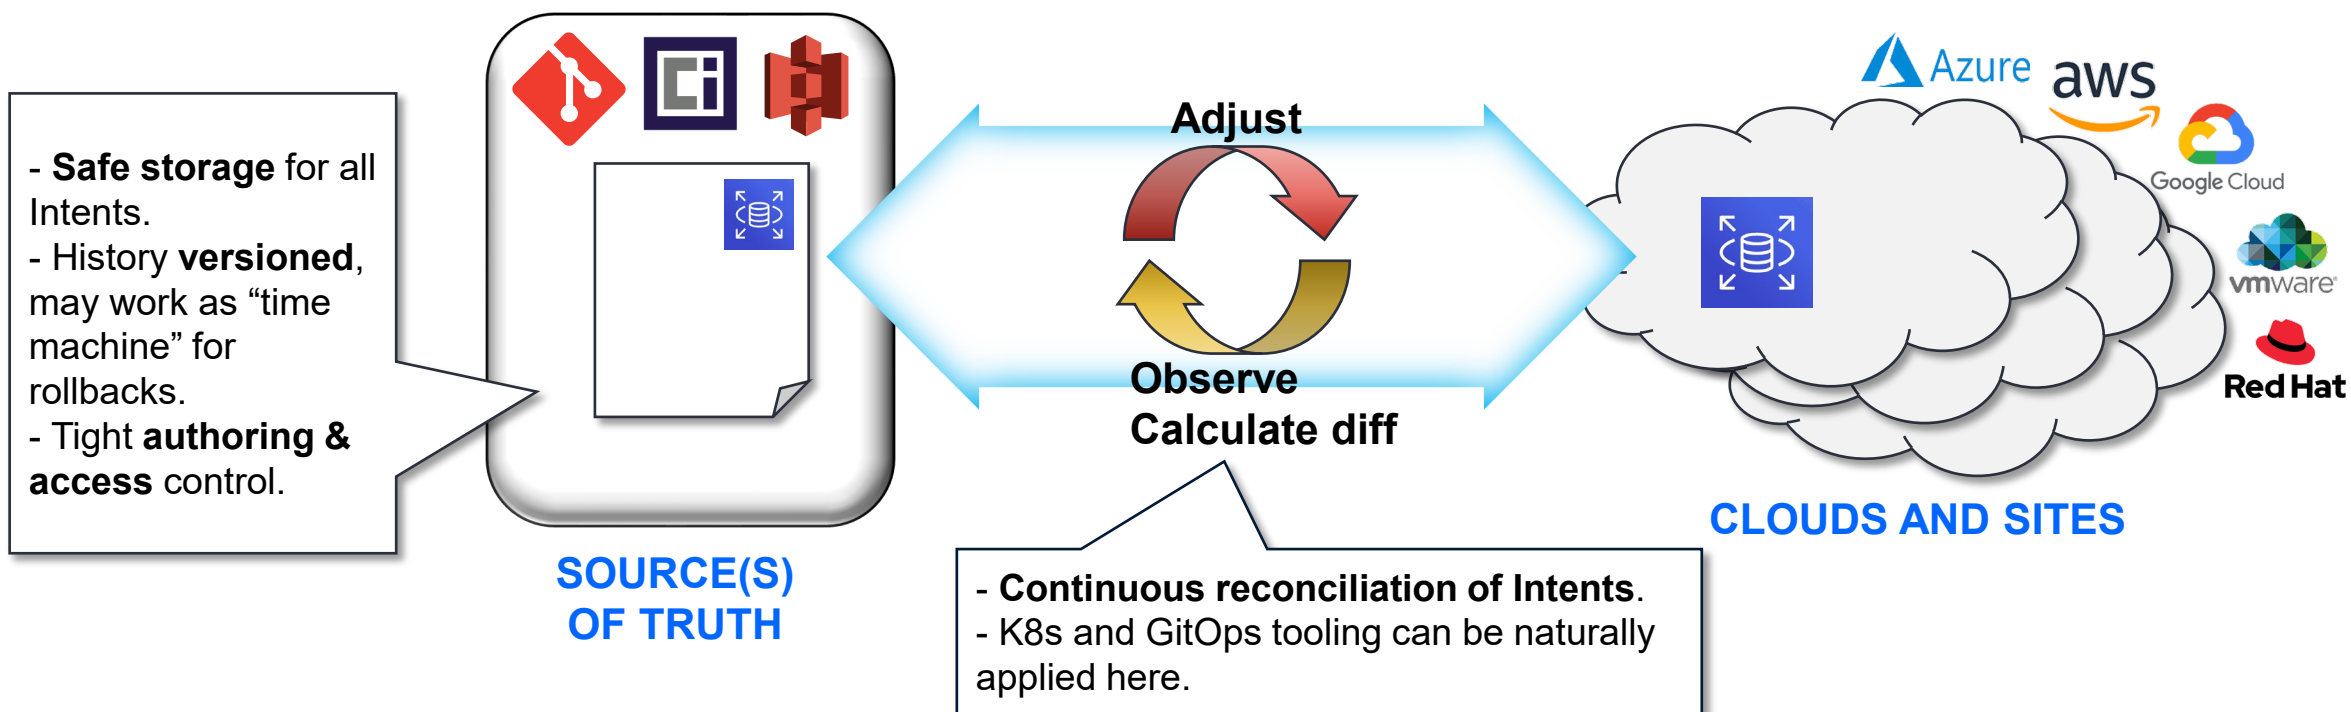 - Safe storage for all
Intents.
- History versioned,
may work as “time
machine” for
rollbacks.
- Tight authoring &
access control.
Ci
SOURCE(S)
OF TRUTH
Adjust
Observe
Calculate diff
- Continuous reconciliation of Intents.
- K8s and GitOps tooling can be naturally
applied here.
Azure
aws
Google Cloud
vmware®
Red Hat
CLOUDS AND SITES